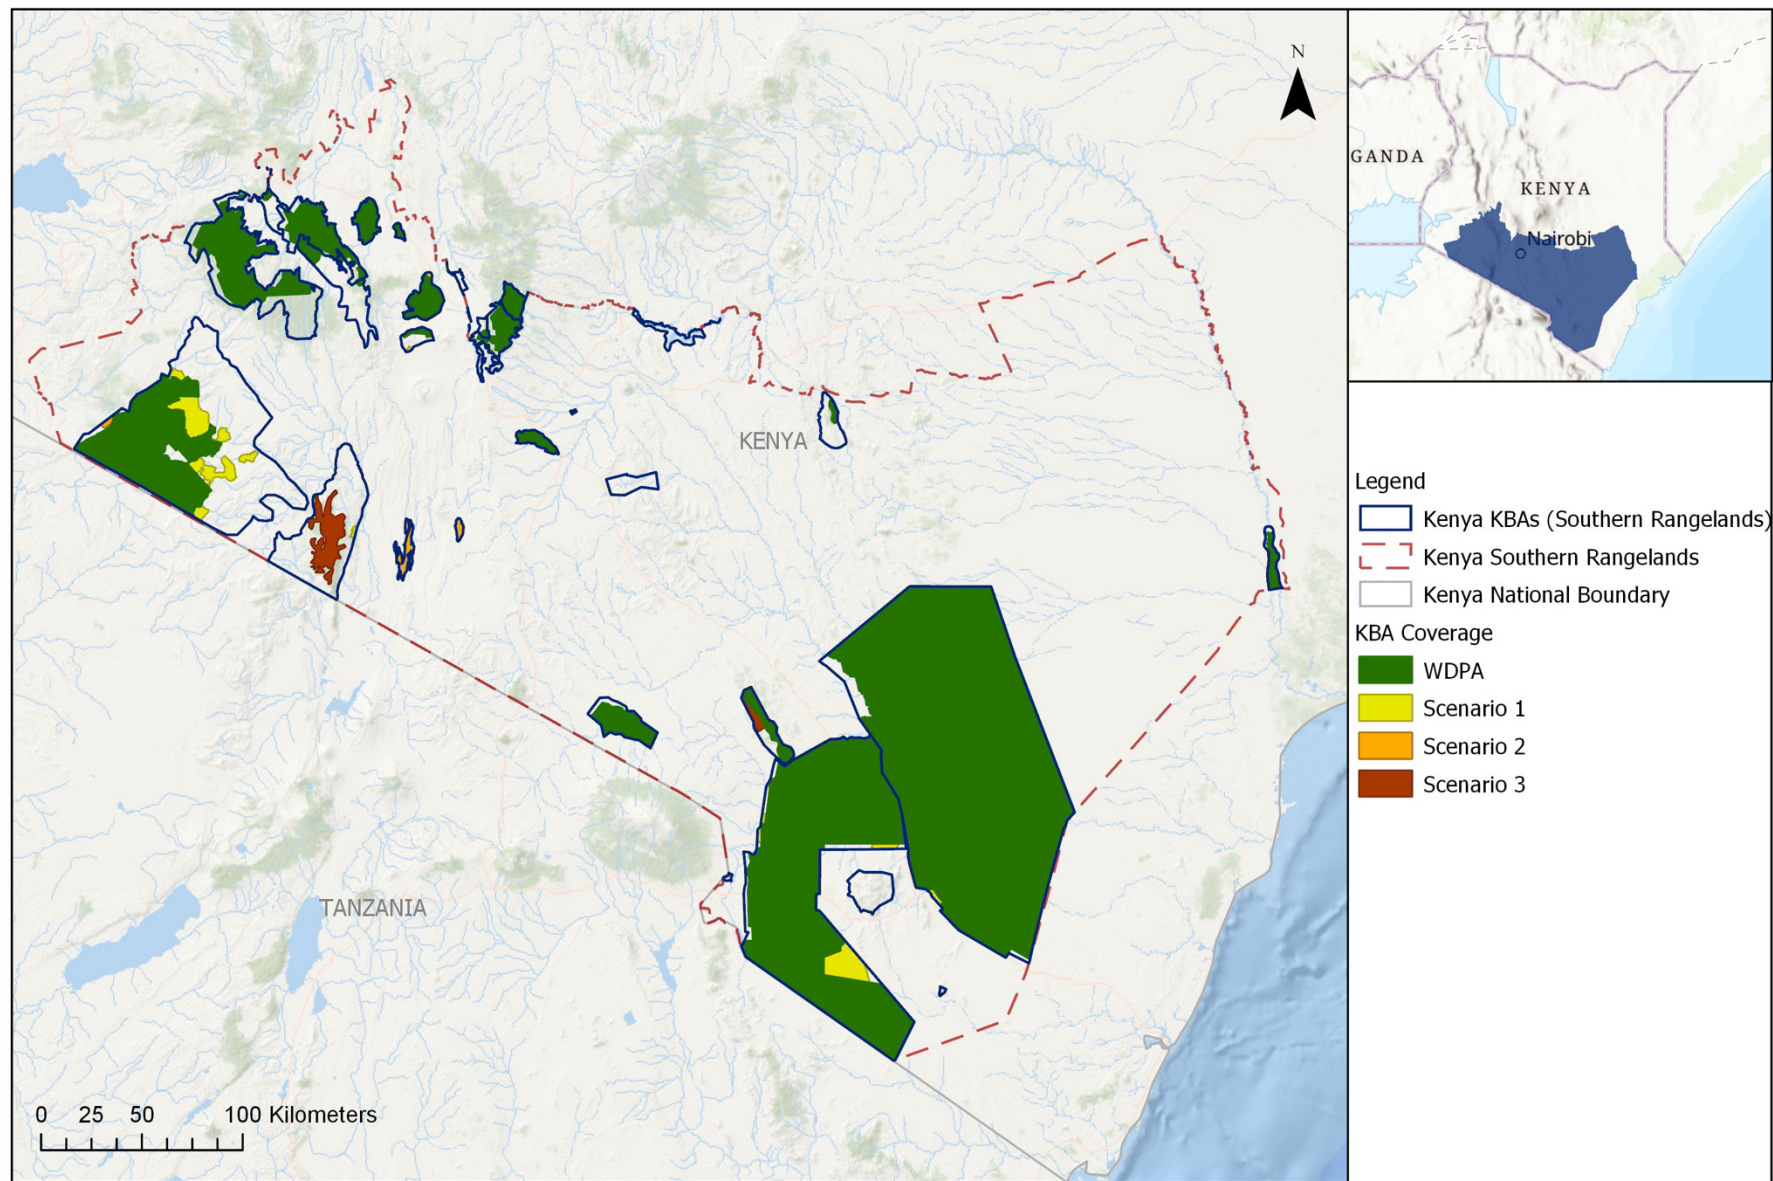 N
KENYA
TANZANIA
0 25 50 100 Kilometers
GANDA
KENYA
Nairobi
Legend
Kenya KBAs (Southern Rangelands)
Kenya Southern Rangelands
Kenya National Boundary
KBA Coverage
WDPA
Scenario 1
Scenario 2
Scenario 3